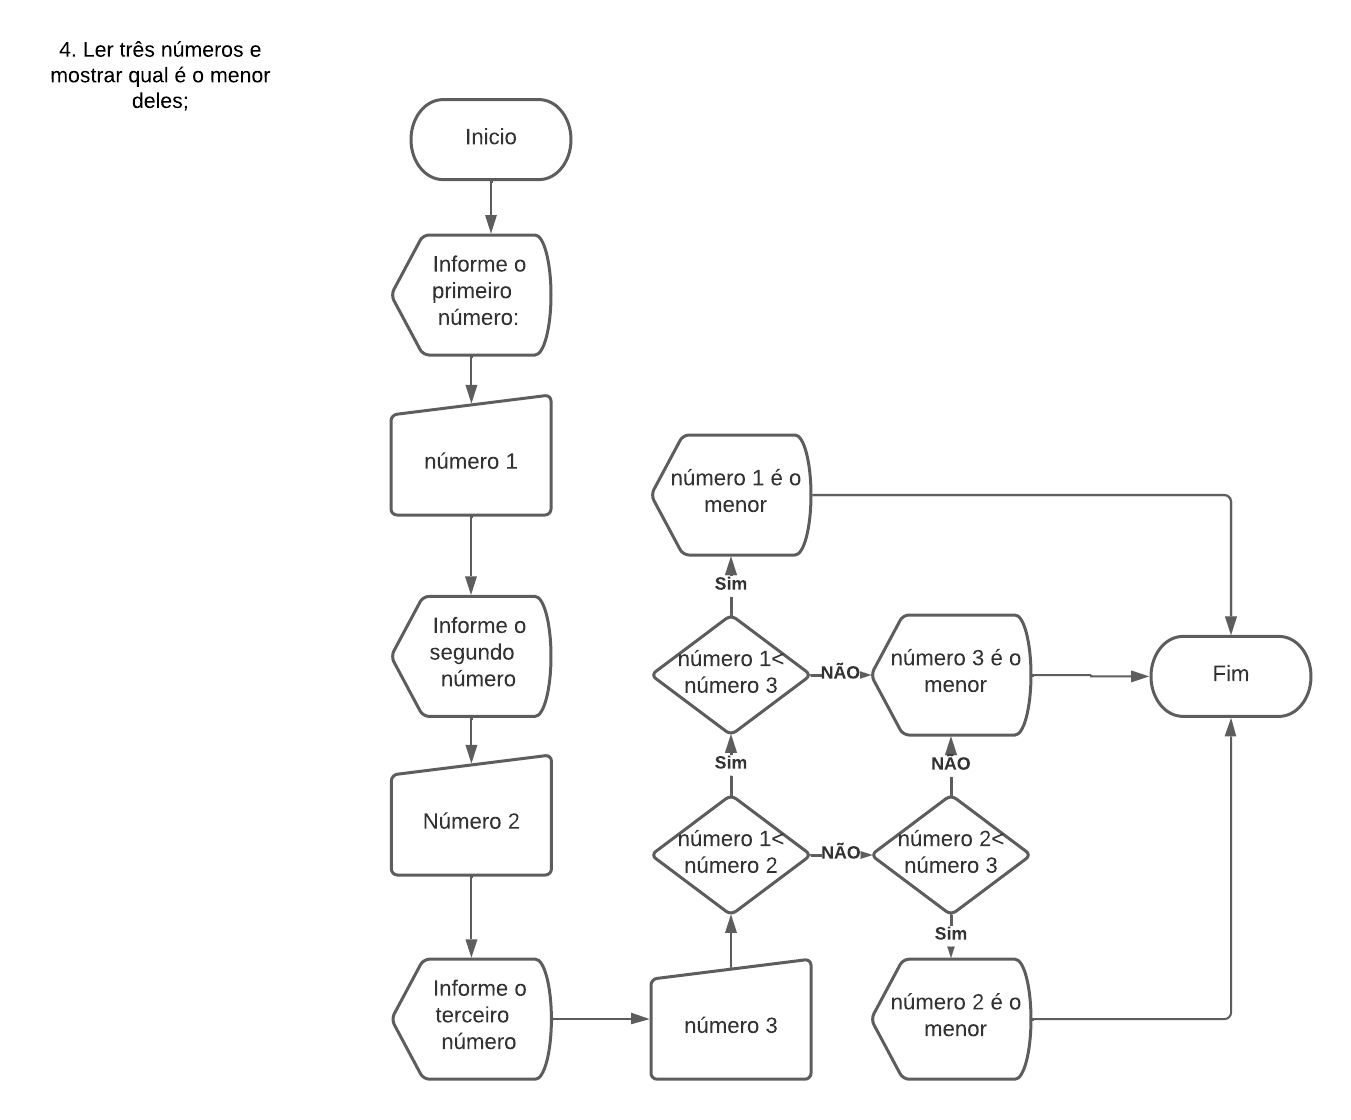 4. Ler três números e
mostrar qual é o menor
deles;
Inicio
Informe o
primeiro
número:
número 1
Informe o
segundo
número
Número 2
Informe o
terceiro
número
número 3
número 1<
número 2
Sim
NÃO
número 1<
número 3
Sim
NÃO
número 1 é o
menor
número 3 é o
menor
número 2<
número 3
NÃO
Sim
número 2 é o
menor
Fim